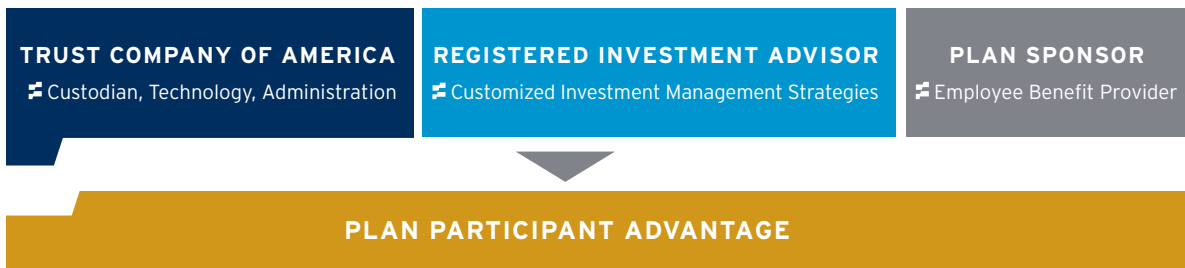 TRUST COMPANY OF AMERICA
Custodian, Technology, Administration
REGISTERED INVESTMENT ADVISOR
Customized Investment Management Strategies
PLAN SPONSOR
Employee Benefit Provider
PLAN PARTICIPANT ADVANTAGE